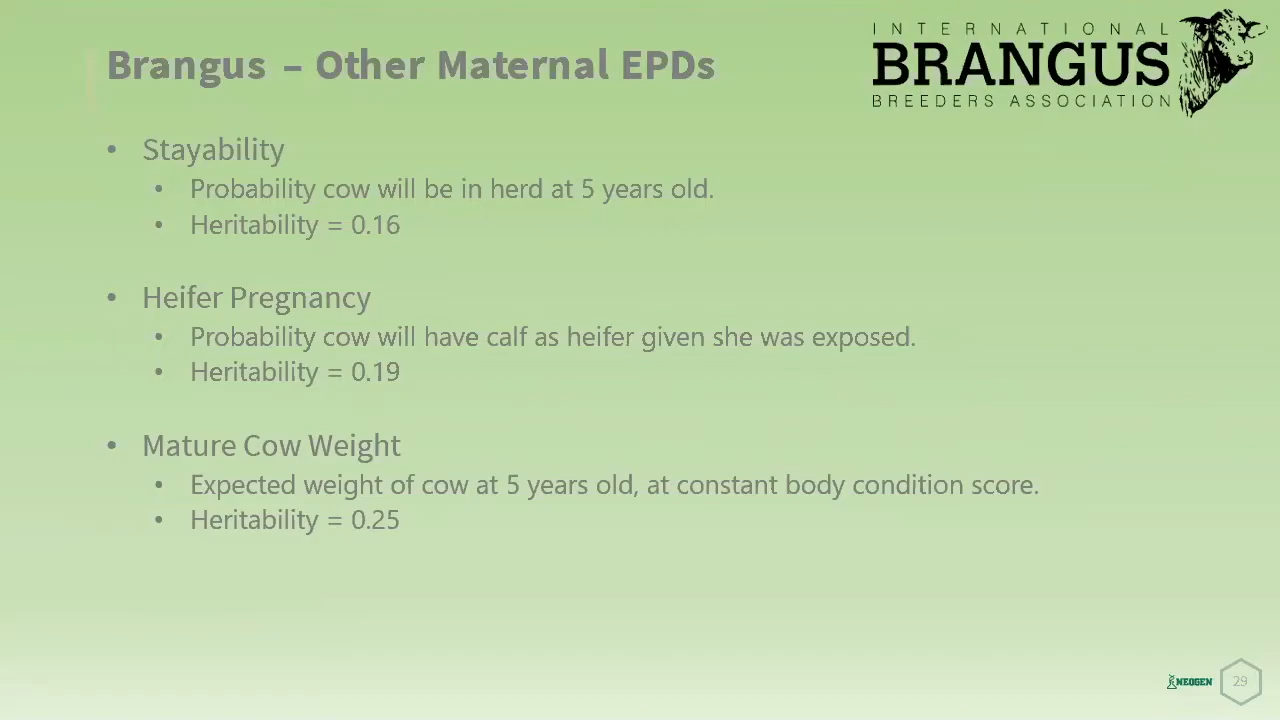 Brangus – Other Maternal EPDs
INTERNATIONAL
BRANGUS
BREEDERS ASSOCIATION
• Stayability
• Probability cow will be in herd at 5 years old.
• Heritability = 0.16
• Heifer Pregnancy
• Probability cow will have calf as heifer given she was exposed.
• Heritability = 0.19
• Mature Cow Weight
• Expected weight of cow at 5 years old, at constant body condition score.
• Heritability = 0.25
NEOGEN
29